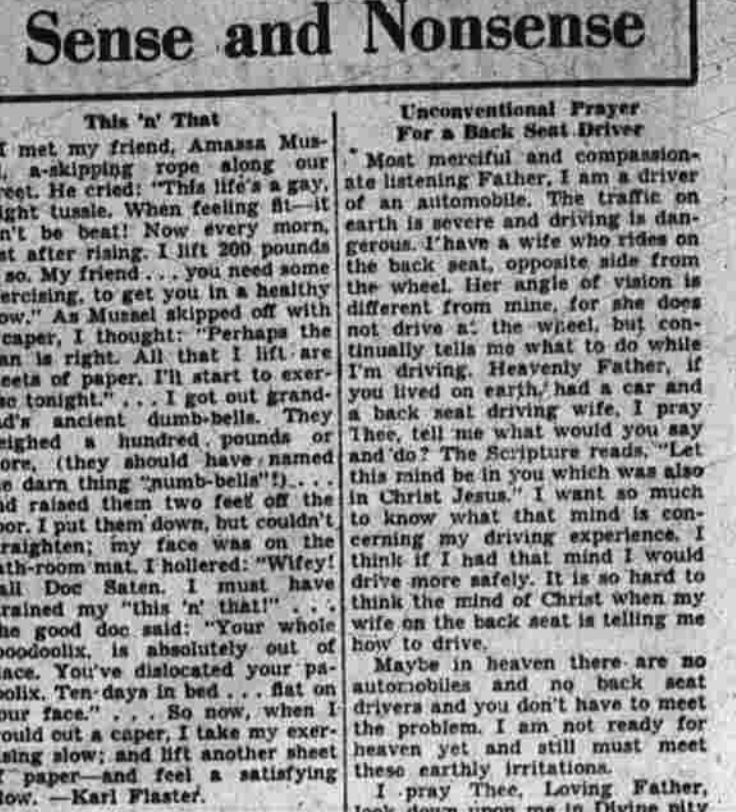 Sense and Nonsense
This 'n' That
I met my friend, Amassa Mus-
a-skipping rope along our
reet. He cried: "This life's a gay,
ight tussle. When feeling fit—it
n't be beat! Now every morn,
st after rising, I lift 200 pounds
so. My friend . . . you need some
ercising, to get you in a healthy
ow." As Mussel skipped off with
caper, I thought: "Perhaps the
an is right. All that I lift are
eets of paper. I'll start to exer-
se tonight." . . . I got out grand-
ad's ancient dumb-bells. They
eighed a hundred pounds or
ore, (they should have named
e darn thing "numb-bells"!) . . .
nd raised them two feet off the
oor. I put them down, but couldn't
raighten; my face was on the
ath-room mat. I hollered: "Wifey!
all Doc Saten. I must have
rained my "this 'n' that!" . . .
he good doc said: "Your whole
oodoolix, is absolutely out of
lace. You've dislocated your pa-
olix. Ten days in bed . . . flat on
our face." . . . So now, when I
ould out a caper, I take my exer-
sing slow; and lift another sheet
f paper—and feel a satisfying
low. —Karl Flaster.
Unconventional Prayer
For a Back Seat Driver
Most merciful and compassion-
ate listening Father, I am a driver
of an automobile. The traffic on
earth is severe and driving is dan-
gerous. I have a wife who rides on
the back seat, opposite side from
the wheel. Her angle of vision is
different from mine, for she does
not drive at the wheel, but con-
tinually tells me what to do while
I'm driving. Heavenly Father, if
you lived on earth, had a car and
a back seat driving wife, I pray
Thee, tell me what would you say
and do? The Scripture reads, "Let
this mind be in you which was also
in Christ Jesus." I want so much
to know what that mind is con-
cerning my driving experience. I
think if I had that mind I would
drive more safely. It is so hard to
think the mind of Christ when my
wife on the back seat is telling me
how to drive.
Maybe in heaven there are no
automobiles and no back seat
drivers and you don't have to meet
the problem. I am not ready for
heaven yet and still must meet
these earthly irritations.
I pray Thee, Loving Father,
look down upon me in Divine pity